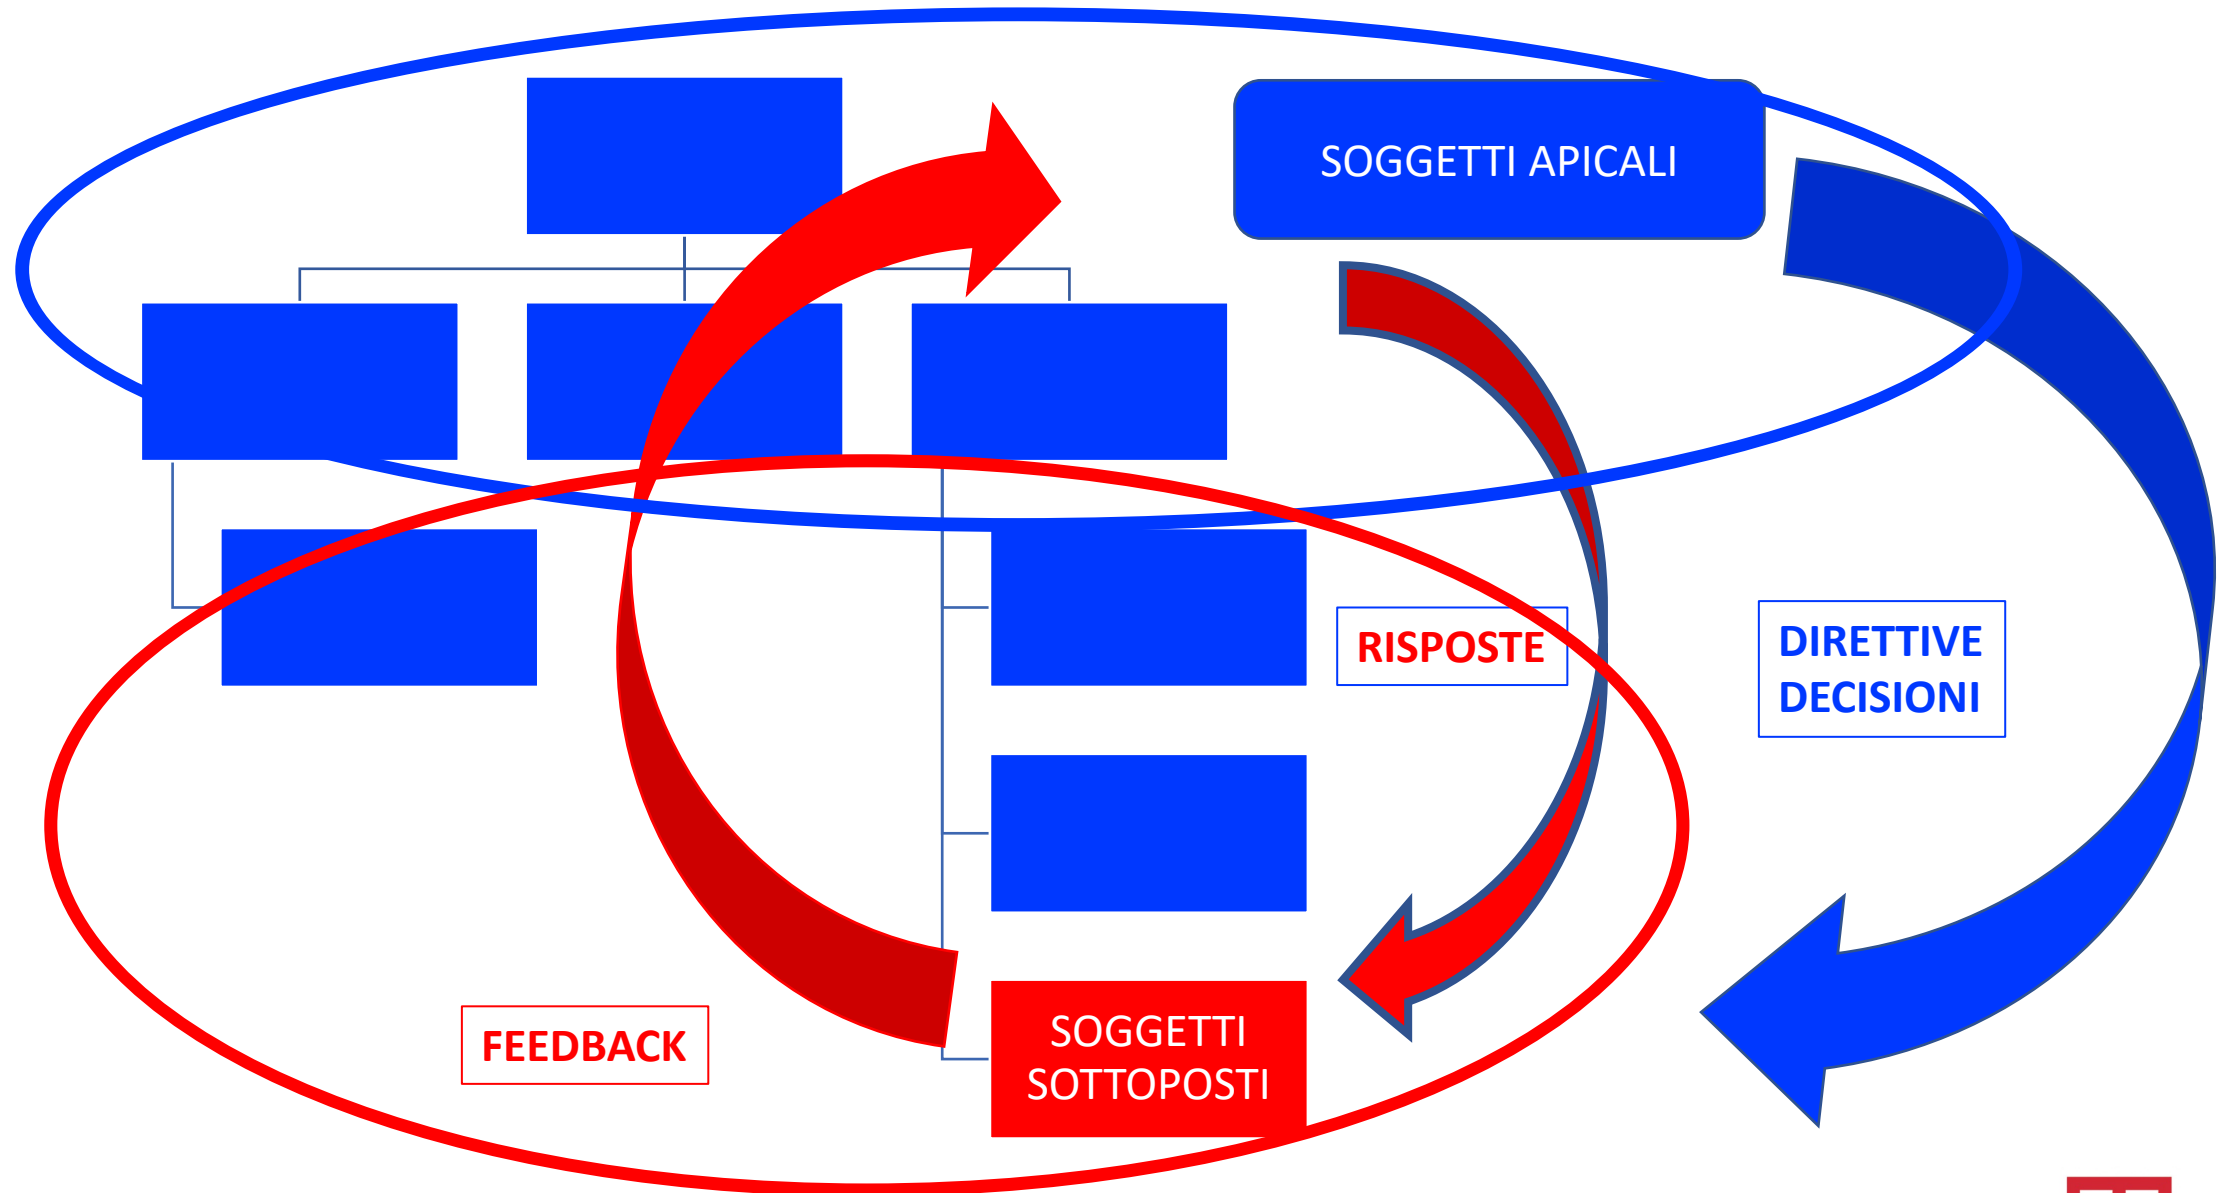 SOGGETTI APICALI
RISPOSTE
DIRETTIVE
DECISIONI
FEEDBACK
SOGGETTI
SOTTOPOSTI